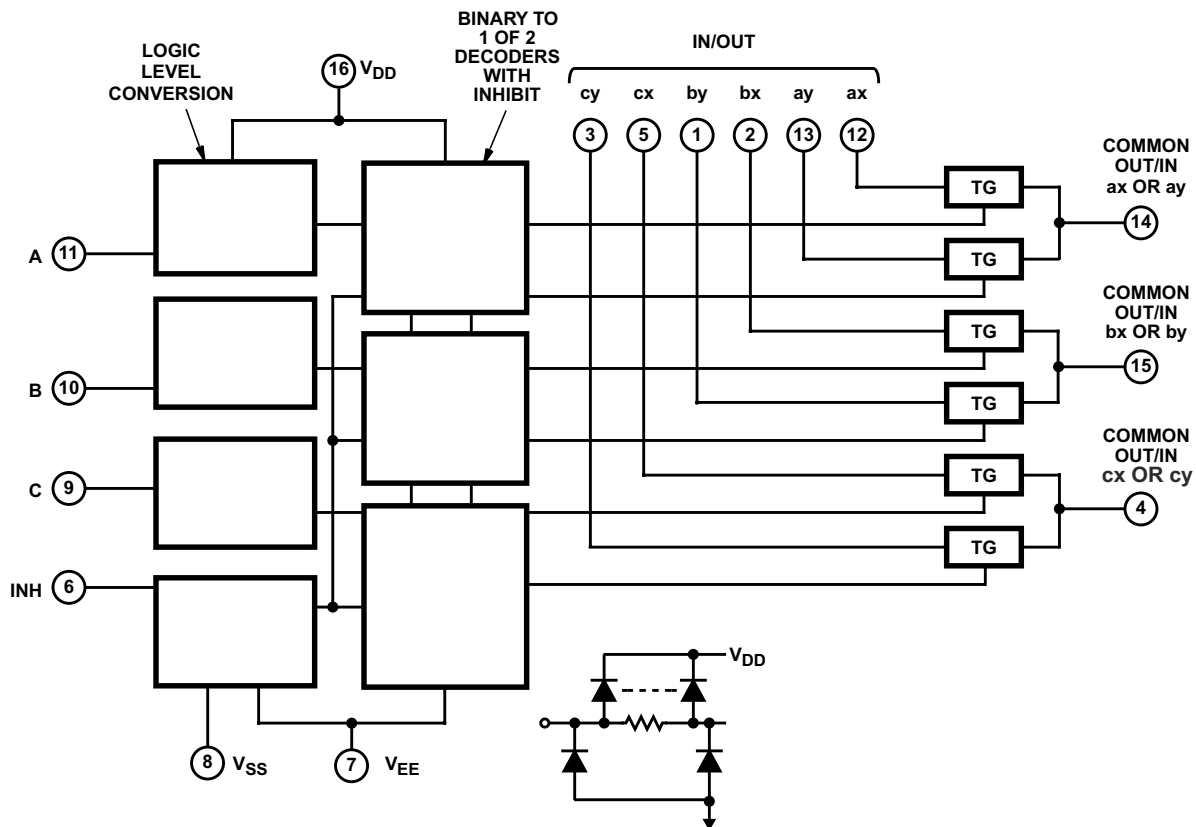 LOGIC
LEVEL
CONVERSION
16 VDD
BINARY TO
1 OF 2
DECODERS
WITH
INHIBIT
IN/OUT
cy cx by bx ay ax
3 5 1 2 13 12
TG
TG
TG
TG
TG
TG
COMMON
OUT/IN
ax OR ay
14
COMMON
OUT/IN
bx OR by
15
COMMON
OUT/IN
cx OR cy
4
A 11
B 10
C 9
INH 6
8 VSS
7 VEE
VDD